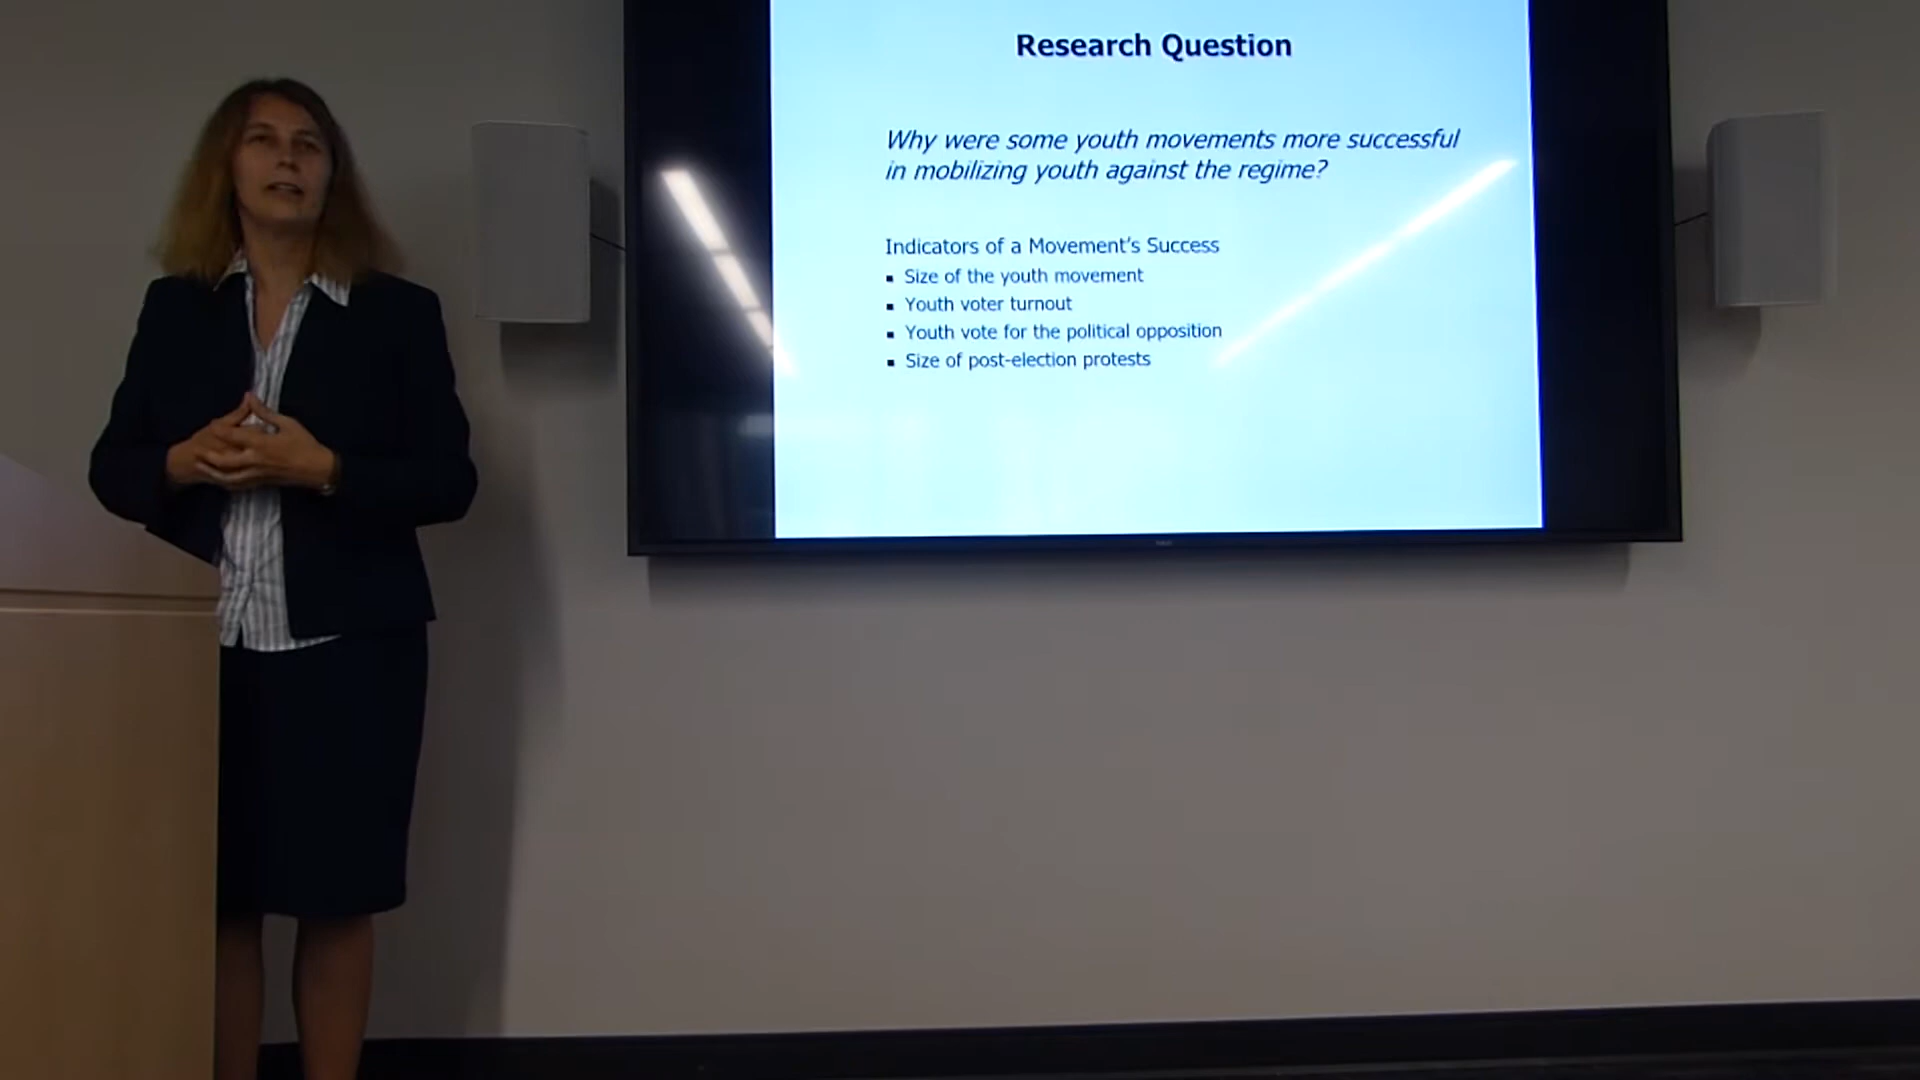 Research Question
Why were some youth movements more successful
in mobilizing youth against the regime?
Indicators of a Movement's Success
▪ Size of the youth movement
▪ Youth voter turnout
▪ Youth vote for the political opposition
▪ Size of post-election protests